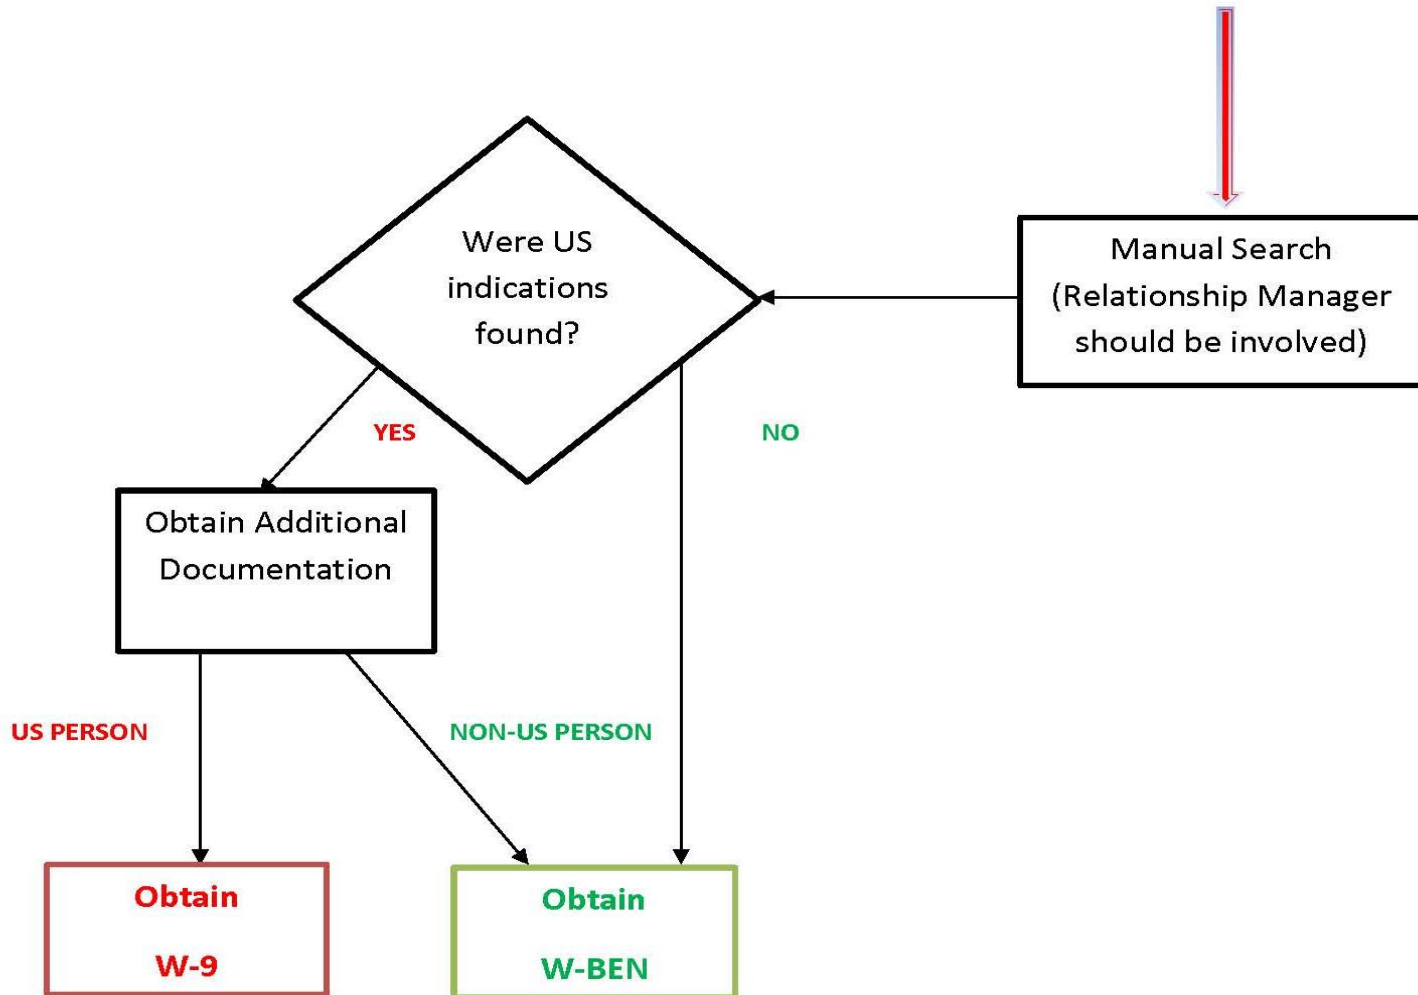 Manual Search
(Relationship Manager
should be involved)
Were US
indications
found?
YES
NO
Obtain Additional
Documentation
US PERSON
NON-US PERSON
Obtain
W-9
Obtain
W-BEN